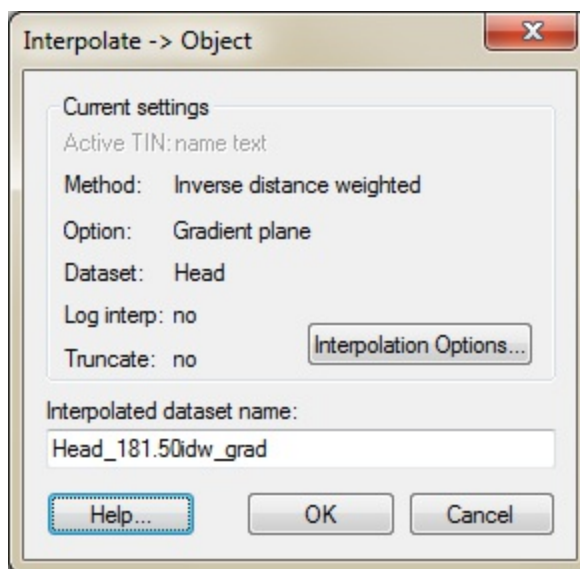 Interpolate -> Object
Current settings
Active TIN: name text
Method: Inverse distance weighted
Option: Gradient plane
Dataset: Head
Log interp: no
Interpolation Options...
Truncate: no
Interpolated dataset name:
Head_181.50idw_grad
Help... OK Cancel